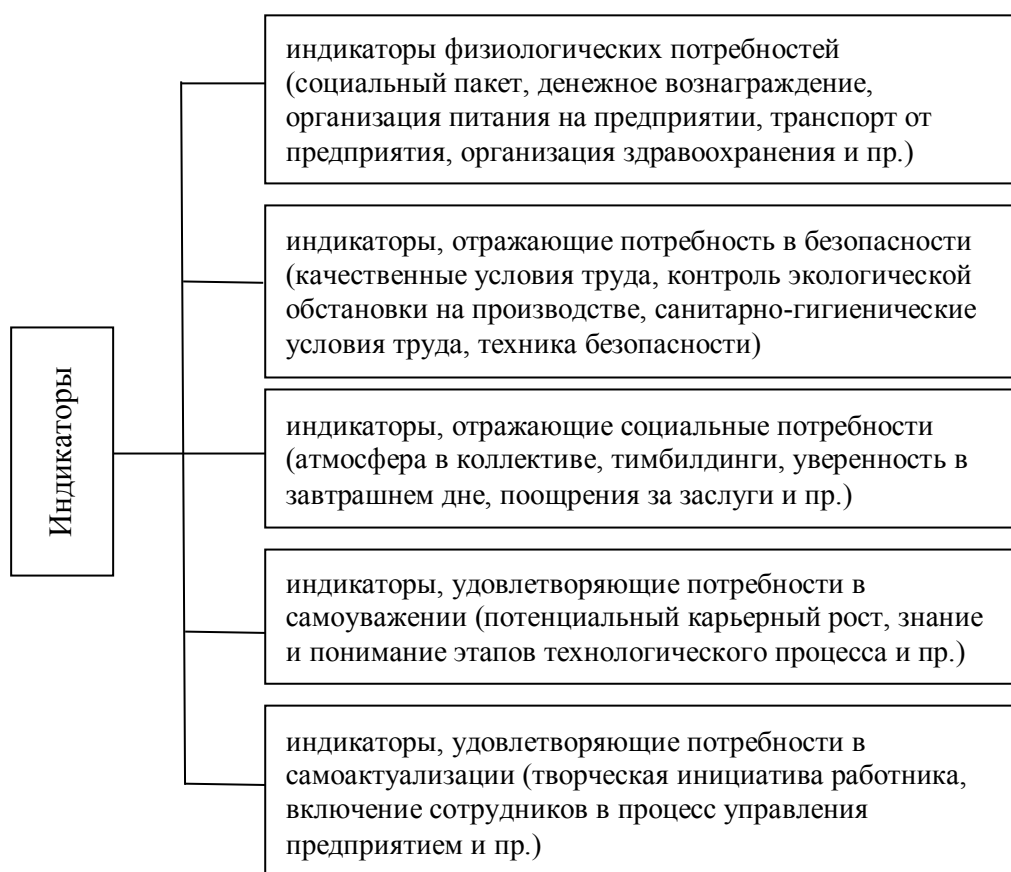 индикаторы физиологических потребностей
(социальный пакет, денежное вознаграждение,
организация питания на предприятии, транспорт от
предприятия, организация здравоохранения и пр.)
индикаторы, отражающие потребность в безопасности
(качественные условия труда, контроль экологической
обстановки на производстве, санитарно-гигиенические
условия труда, техника безопасности)
Индикаторы
индикаторы, отражающие социальные потребности
(атмосфера в коллективе, тимбилдинги, уверенность в
завтрашнем дне, поощрения за заслуги и пр.)
индикаторы, удовлетворяющие потребности в
самоуважении (потенциальный карьерный рост, знание
и понимание этапов технологического процесса и пр.)
индикаторы, удовлетворяющие потребности в
самоактуализации (творческая инициатива работника,
включение сотрудников в процесс управления
предприятием и пр.)